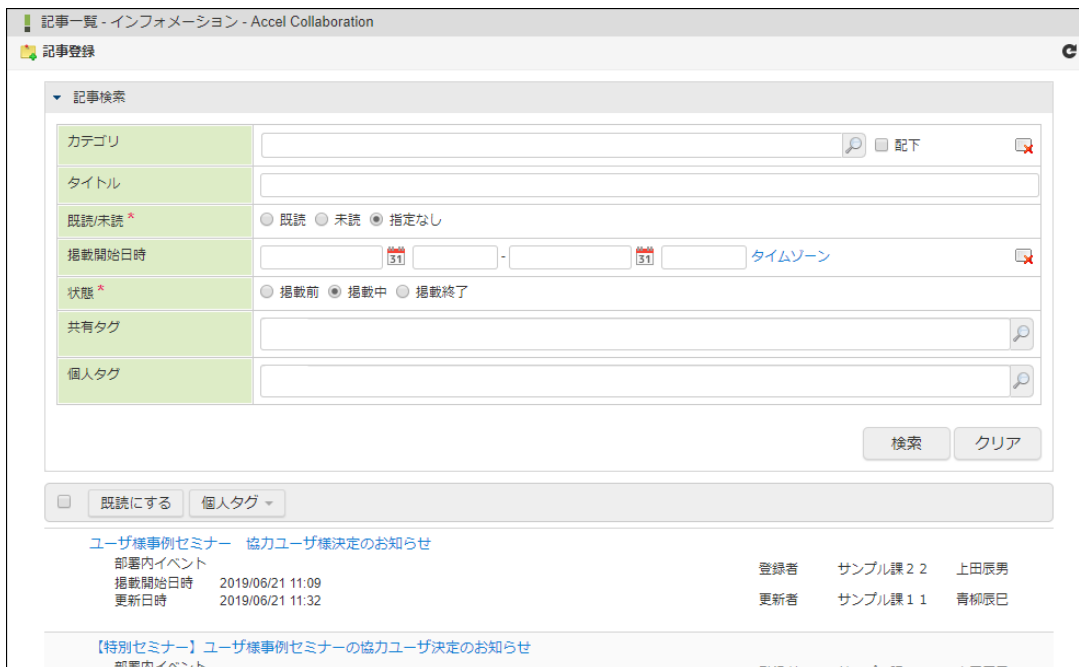 記事一覧 - インフォメーション - Accel Collaboration
記事登録
記事検索
カテゴリ 配下
タイトル
既読/未読 * 既読 未読 指定なし
掲載開始日時 31 - 31 タイムゾーン
状態 * 掲載前 掲載中 掲載終了
共有タグ
個人タグ
検索 クリア
既読にする 個人タグ
ユーザ様事例セミナー　協力ユーザ様決定のお知らせ
部署内イベント
登録者 サンプル課２２ 上田辰男
掲載開始日時 2019/06/21 11:09
更新日時 2019/06/21 11:32
更新者 サンプル課１１ 青柳辰巳
【特別セミナー】ユーザ様事例セミナーの協力ユーザ決定のお知らせ
部署内イベント